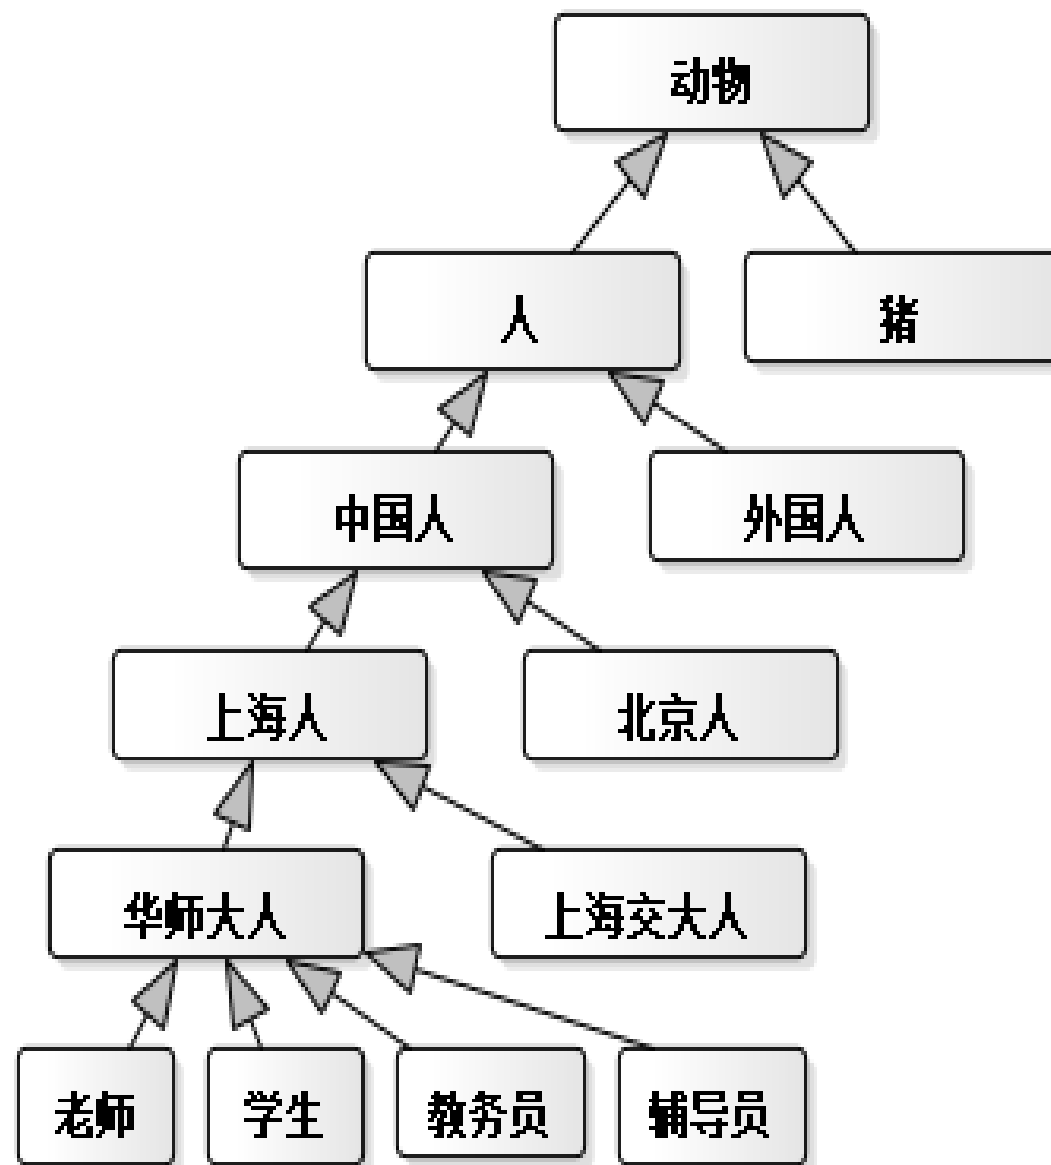 动物
人
猪
中国人
外国人
上海人
北京人
华师大人
上海交大人
老师
学生
教务员
辅导员